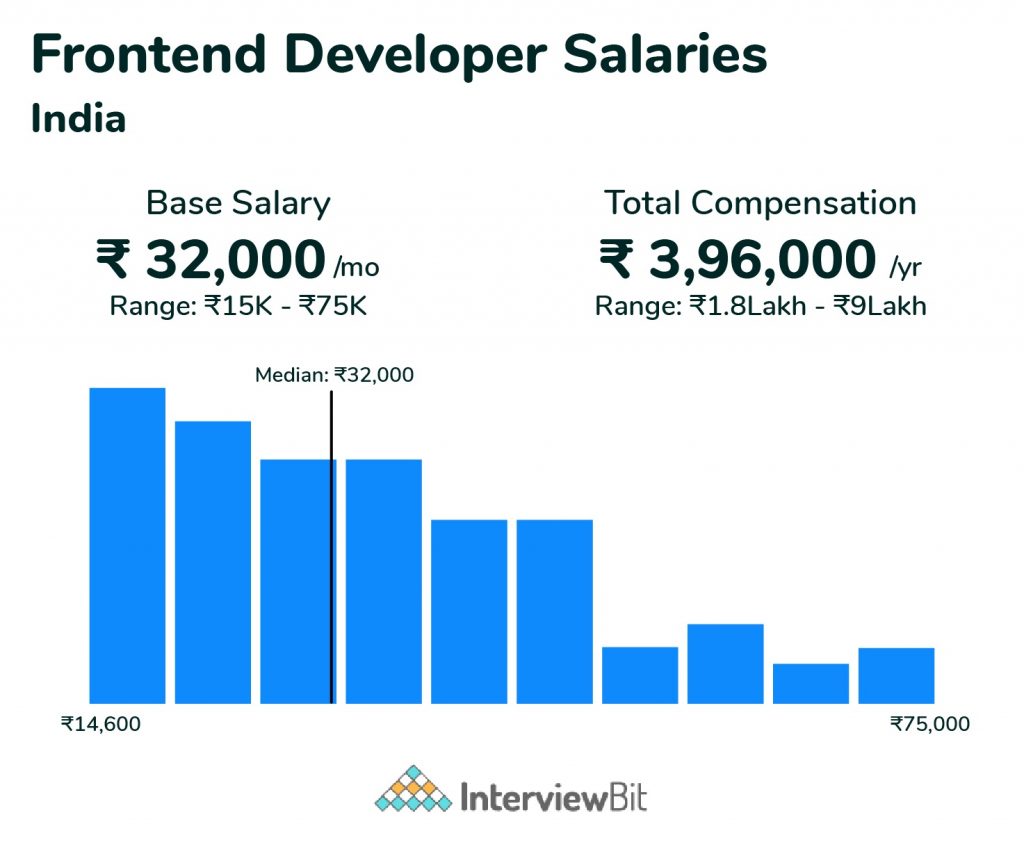 Frontend Developer Salaries
India
Base Salary
₹ 32,000 /mo
Range: ₹15K - ₹75K
Total Compensation
₹ 3,96,000 /yr
Range: ₹1.8Lakh - ₹9Lakh
Median: ₹32,000
₹14,600
₹75,000
InterviewBit